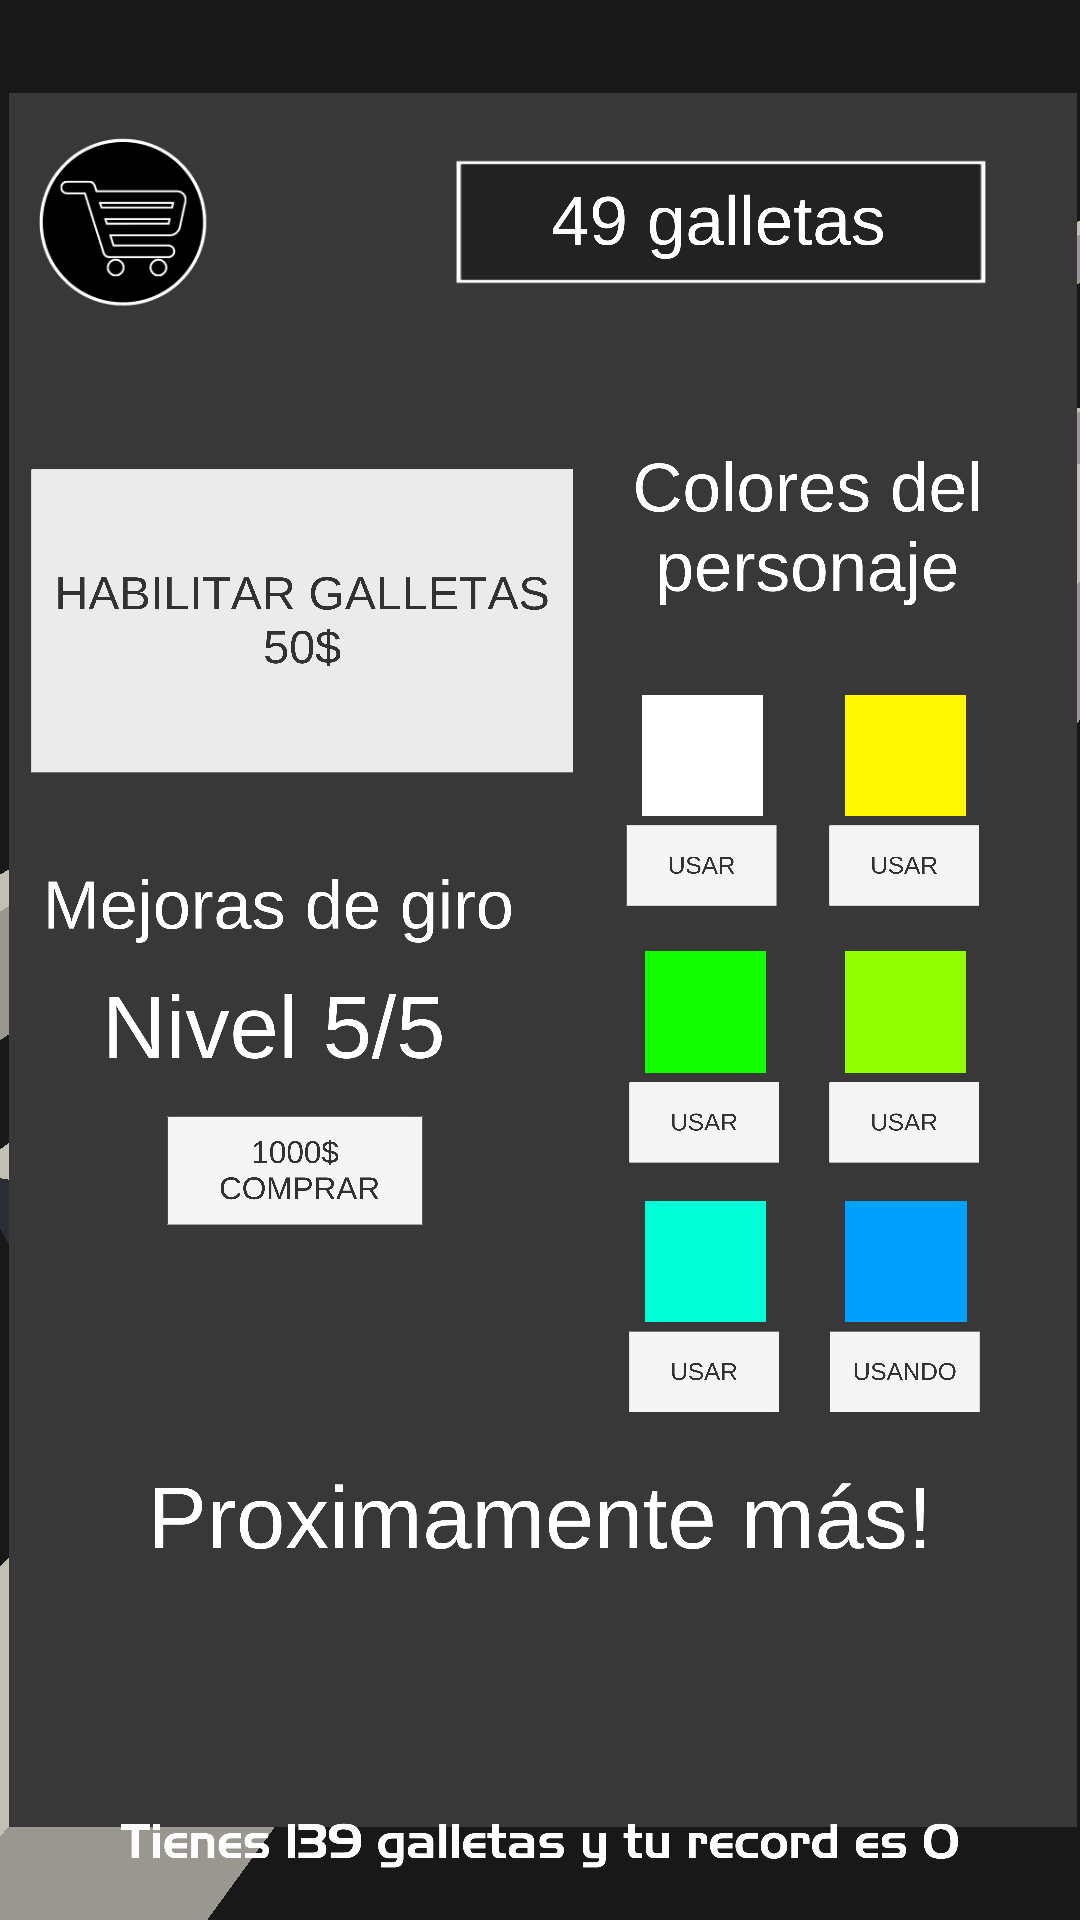 49 galletas
HABILITAR GALLETAS
50$
Colores del
personaje
USAR
USAR
Mejoras de giro
Nivel 5/5
1000$
COMPRAR
USAR
USAR
USAR
USANDO
Proximamente más!
Tienes 139 galletas y tu record es 0